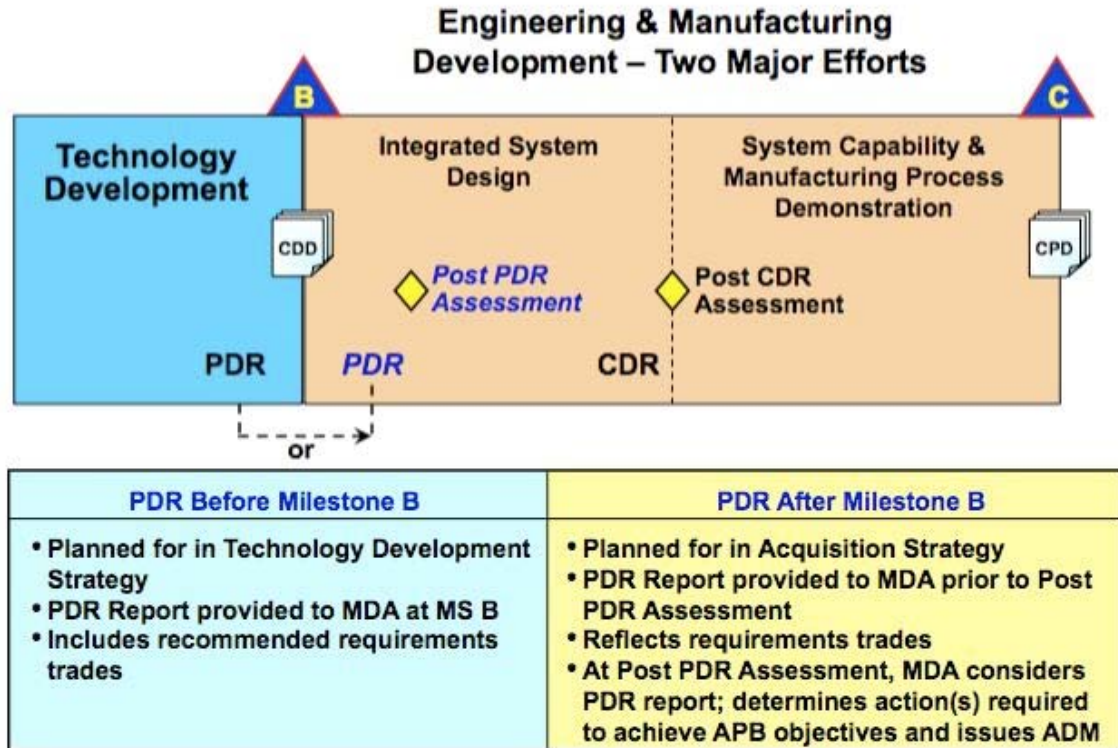 Engineering & Manufacturing
Development – Two Major Efforts
B
C
Technology
Development
Integrated System
Design
System Capability &
Manufacturing Process
Demonstration
CDD
CPD
Post PDR
Assessment
Post CDR
Assessment
PDR
PDR
CDR
or
PDR Before Milestone B
• Planned for in Technology Development
Strategy
• PDR Report provided to MDA at MS B
• Includes recommended requirements
trades
PDR After Milestone B
• Planned for in Acquisition Strategy
• PDR Report provided to MDA prior to Post
PDR Assessment
• Reflects requirements trades
• At Post PDR Assessment, MDA considers
PDR report; determines action(s) required
to achieve APB objectives and issues ADM